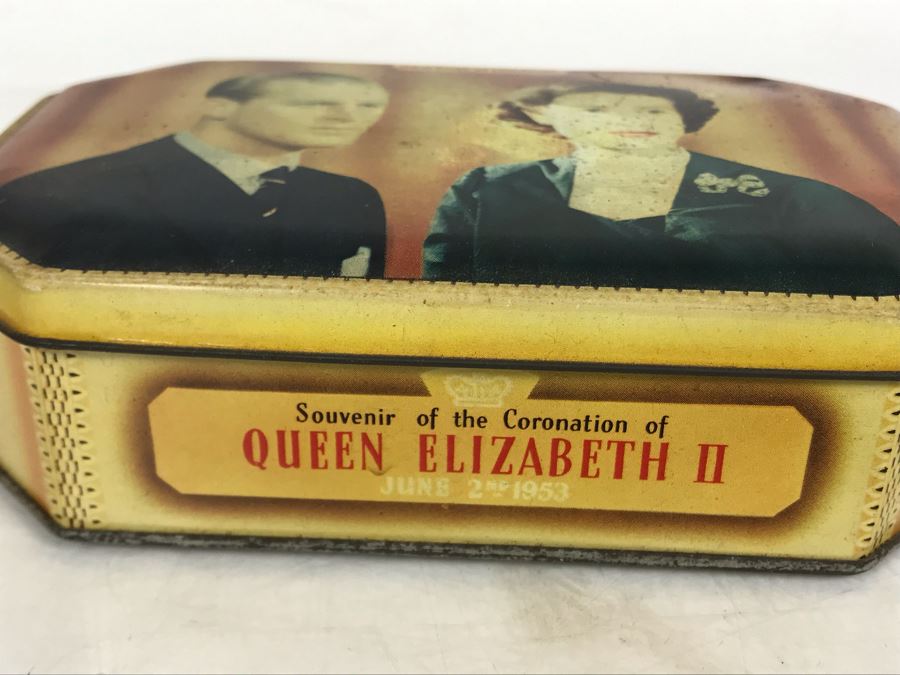 Souvenir of the Coronation of
QUEEN ELIZABETH II
JUNE 2ND 1953